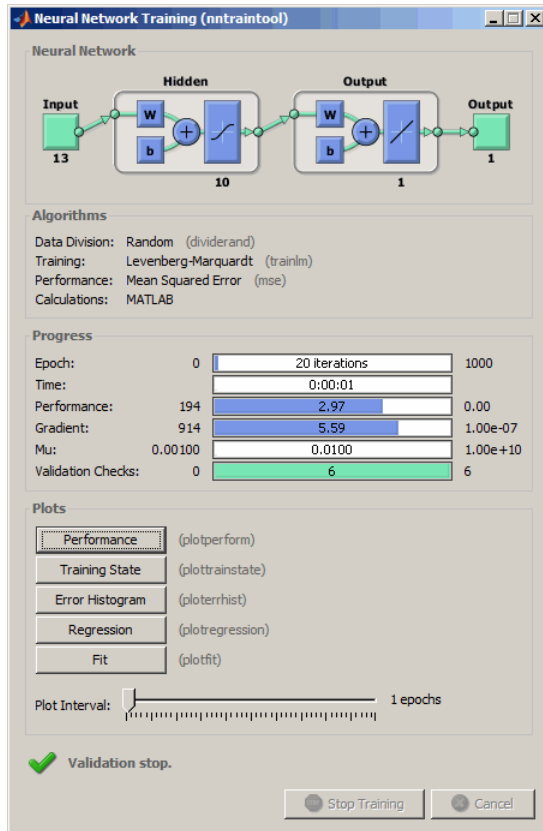 Neural Network Training (nntraintool)
Neural Network
Hidden Output
Input Output
W W
b b
13 1
10 1
Algorithms
Data Division: Random (dividerand)
Training: Levenberg-Marquardt (trainlm)
Performance: Mean Squared Error (mse)
Calculations: MATLAB
Progress
Epoch: 0 20 iterations 1000
Time: 0:00:01
Performance: 194 2.97 0.00
Gradient: 914 5.59 1.00e-07
Mu: 0.00100 0.0100 1.00e+10
Validation Checks: 0 6 6
Plots
Performance (plotperform)
Training State (plottrainstate)
Error Histogram (ploterrhist)
Regression (plotregression)
Fit (plotfit)
Plot Interval: 1 epochs
Validation stop.
Stop Training Cancel